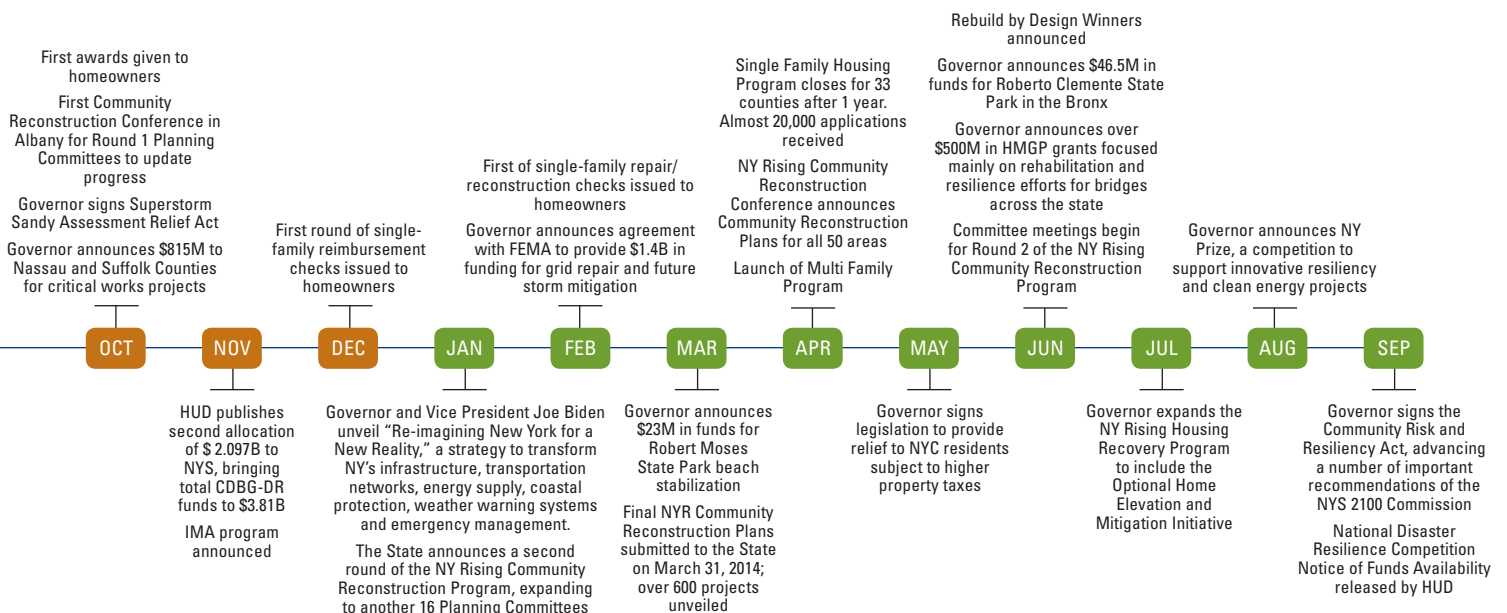 First awards given to
homeowners
First Community
Reconstruction Conference in
Albany for Round 1 Planning
Committees to update
progress
Governor signs Superstorm
Sandy Assessment Relief Act
Governor announces $815M to
Nassau and Suffolk Counties
for critical works projects
First round of single-
family reimbursement
checks issued to
homeowners
First of single-family repair/
reconstruction checks issued to
homeowners
Governor announces agreement
with FEMA to provide $1.4B in
funding for grid repair and future
storm mitigation
Single Family Housing
Program closes for 33
counties after 1 year.
Almost 20,000 applications
received
NY Rising Community
Reconstruction
Conference announces
Community Reconstruction
Plans for all 50 areas
Launch of Multi Family
Program
Rebuild by Design Winners
announced
Governor announces $46.5M in
funds for Roberto Clemente State
Park in the Bronx
Governor announces over
$500M in HMGP grants focused
mainly on rehabilitation and
resilience efforts for bridges
across the state
Committee meetings begin
for Round 2 of the NY Rising
Community Reconstruction
Program
Governor announces NY
Prize, a competition to
support innovative resiliency
and clean energy projects
OCT
NOV
DEC
JAN
FEB
MAR
APR
MAY
JUN
JUL
AUG
SEP
HUD publishes
second allocation
of $ 2.097B to
NYS, bringing
total CDBG-DR
funds to $3.81B
IMA program
announced
Governor and Vice President Joe Biden
unveil “Re-imagining New York for a
New Reality,” a strategy to transform
NY’s infrastructure, transportation
networks, energy supply, coastal
protection, weather warning systems
and emergency management.
The State announces a second
round of the NY Rising Community
Reconstruction Program, expanding
to another 16 Planning Committees
Governor announces
$23M in funds for
Robert Moses
State Park beach
stabilization
Final NYR Community
Reconstruction Plans
submitted to the State
on March 31, 2014;
over 600 projects
unveiled
Governor signs
legislation to provide
relief to NYC residents
subject to higher
property taxes
Governor expands the
NY Rising Housing
Recovery Program
to include the
Optional Home
Elevation and
Mitigation Initiative
Governor signs the
Community Risk and
Resiliency Act, advancing
a number of important
recommendations of the
NYS 2100 Commission
National Disaster
Resilience Competition
Notice of Funds Availability
released by HUD